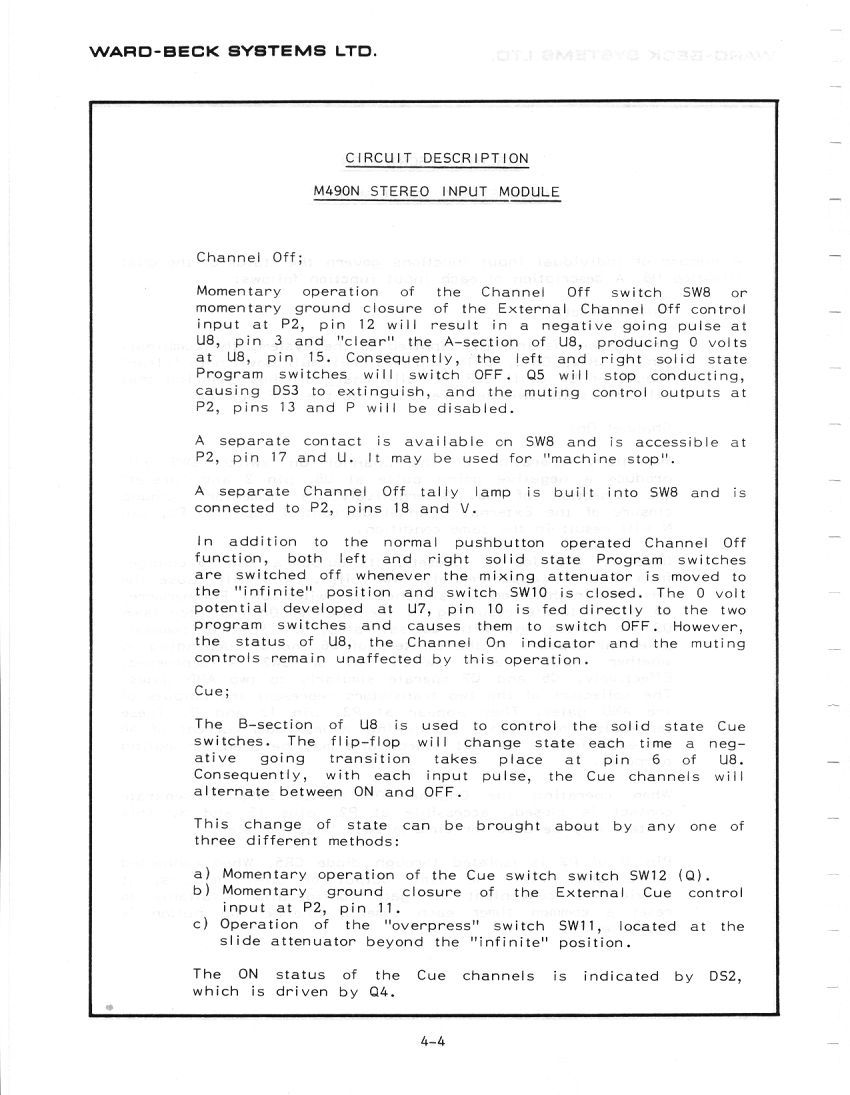 WARD-BECK SYSTEMS LTD.
CIRCUIT DESCRIPTION
M490N STEREO INPUT MODULE
Channel Off;
Momentary operation of the Channel Off switch SW8 or
momentary ground closure of the External Channel Off control
input at P2, pin 12 will result in a negative going pulse at
U8, pin 3 and "clear" the A-section of U8, producing 0 volts
at U8, pin 15. Consequently, the left and right solid state
Program switches will switch OFF. Q5 will stop conducting,
causing DS3 to extinguish, and the muting control outputs at
P2, pins 13 and P will be disabled.
A separate contact is available on SW8 and is accessible at
P2, pin 17 and U. It may be used for "machine stop".
A separate Channel Off tally lamp is built into SW8 and is
connected to P2, pins 18 and V.
In addition to the normal pushbutton operated Channel Off
function, both left and right solid state Program switches
are switched off whenever the mixing attenuator is moved to
the "infinite" position and switch SW10 is closed. The 0 volt
potential developed at U7, pin 10 is fed directly to the two
program switches and causes them to switch OFF. However,
the status of U8, the Channel On indicator and the muting
controls remain unaffected by this operation.
Cue;
The B-section of U8 is used to control the solid state Cue
switches. The flip-flop will change state each time a neg-
ative going transition takes place at pin 6 of U8.
Consequently, with each input pulse, the Cue channels will
alternate between ON and OFF.
This change of state can be brought about by any one of
three different methods:
a) Momentary operation of the Cue switch switch SW12 (Q).
b) Momentary ground closure of the External Cue control
input at P2, pin 11.
c) Operation of the "overpress" switch SW11, located at the
slide attenuator beyond the "infinite" position.
The ON status of the Cue channels is indicated by DS2,
which is driven by Q4.
4-4